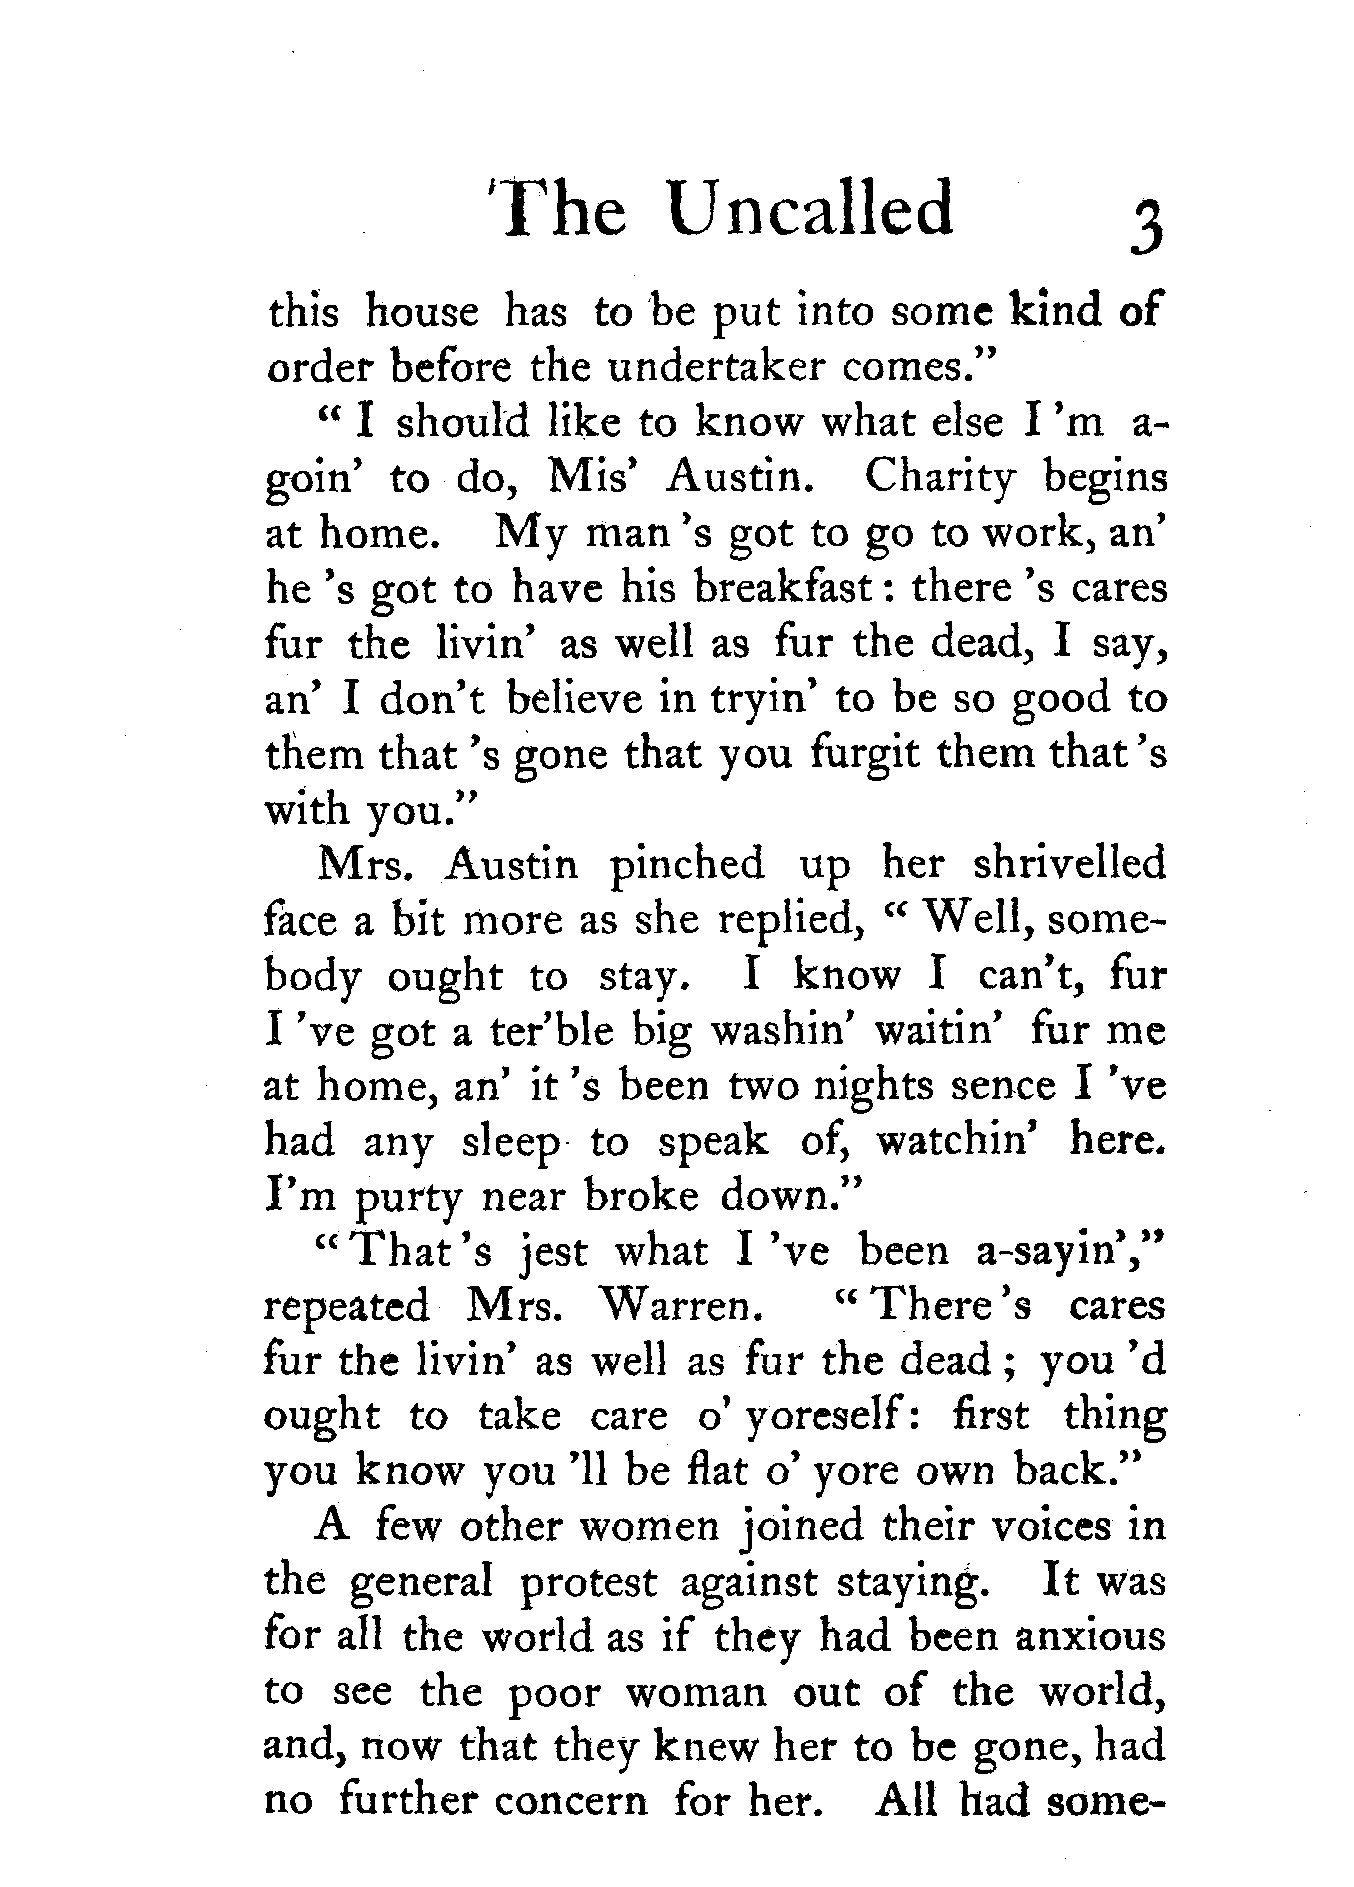 The Uncalled 3
this house has to be put into some kind of
order before the undertaker comes."
" I should like to know what else I 'm a-
goin' to do, Mis' Austin. Charity begins
at home. My man 's got to go to work, an'
he 's got to have his breakfast : there 's cares
fur the livin' as well as fur the dead, I say,
an' I don't believe in tryin' to be so good to
them that 's gone that you furgit them that 's
with you."
Mrs. Austin pinched up her shrivelled
face a bit more as she replied, " Well, some-
body ought to stay. I know I can't, fur
I 've got a ter'ble big washin' waitin' fur me
at home, an' it 's been two nights sence I 've
had any sleep to speak of, watchin' here.
I'm purty near broke down."
" That 's jest what I 've been a-sayin',"
repeated Mrs. Warren. " There 's cares
fur the livin' as well as fur the dead ; you 'd
ought to take care o' yoreself : first thing
you know you 'll be flat o' yore own back."
A few other women joined their voices in
the general protest against staying. It was
for all the world as if they had been anxious
to see the poor woman out of the world,
and, now that they knew her to be gone, had
no further concern for her. All had some-